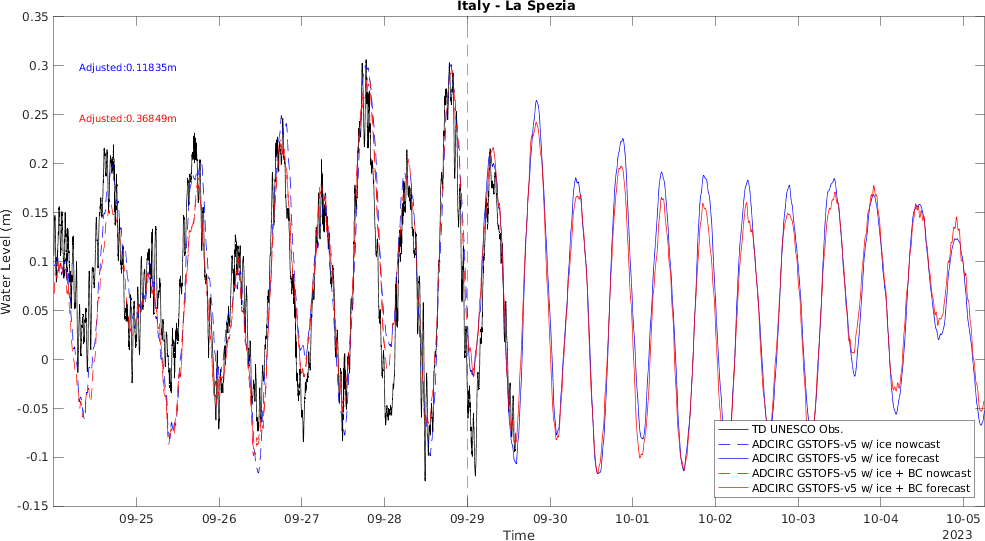 Italy - La Spezia
0.35
0.3
0.25
0.2
0.15
0.1
0.05
0
-0.05
-0.1
-0.15
Water Level (m)
Adjusted:0.11835m
Adjusted:0.36849m
TD UNESCO Obs.
ADCIRC GSTOFS-v5 w/ ice nowcast
ADCIRC GSTOFS-v5 w/ ice forecast
ADCIRC GSTOFS-v5 w/ ice + BC nowcast
ADCIRC GSTOFS-v5 w/ ice + BC forecast
09-25 09-26 09-27 09-28 09-29 09-30 10-01 10-02 10-03 10-04 10-05
2023
Time